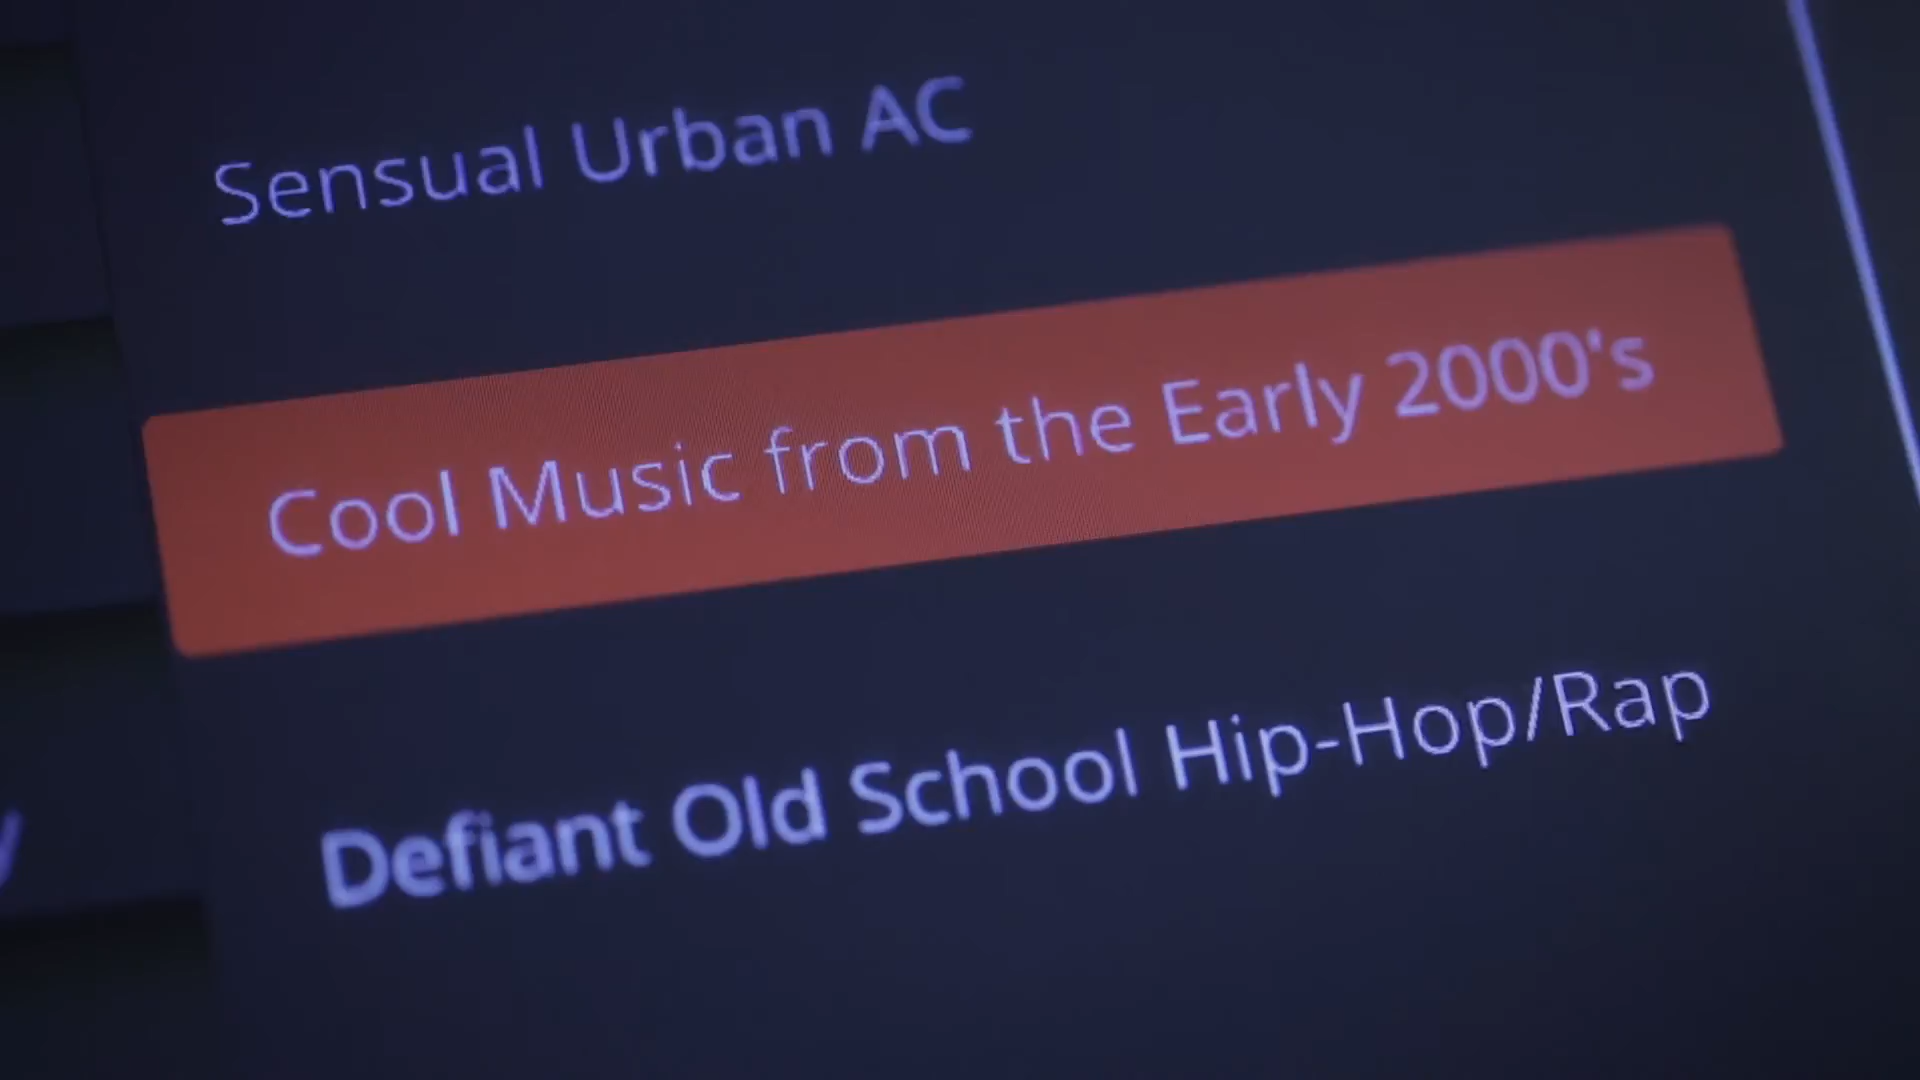 Sensual Urban AC
Cool Music from the Early 2000's
Defiant Old School Hip-Hop/Rap